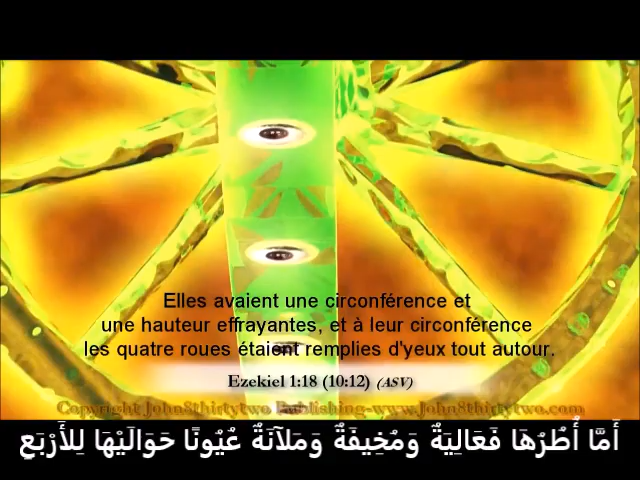 Elles avaient une circonférence et
une hauteur effrayantes, et à leur circonférence
les quatre roues étaient remplies d'yeux tout autour.
Ezekiel 1:18 (10:12) (ASV)
Copyright John8thirtytwo Publishing-www.John8thirtytwo.com
أَمَّا أُطُرُهَا فَعَالِيَةٌ وَمُخِيفَةٌ وَمَلآنَةٌ عُيُونًا حَوَالَيْهَا لِلأَرْبَعِ